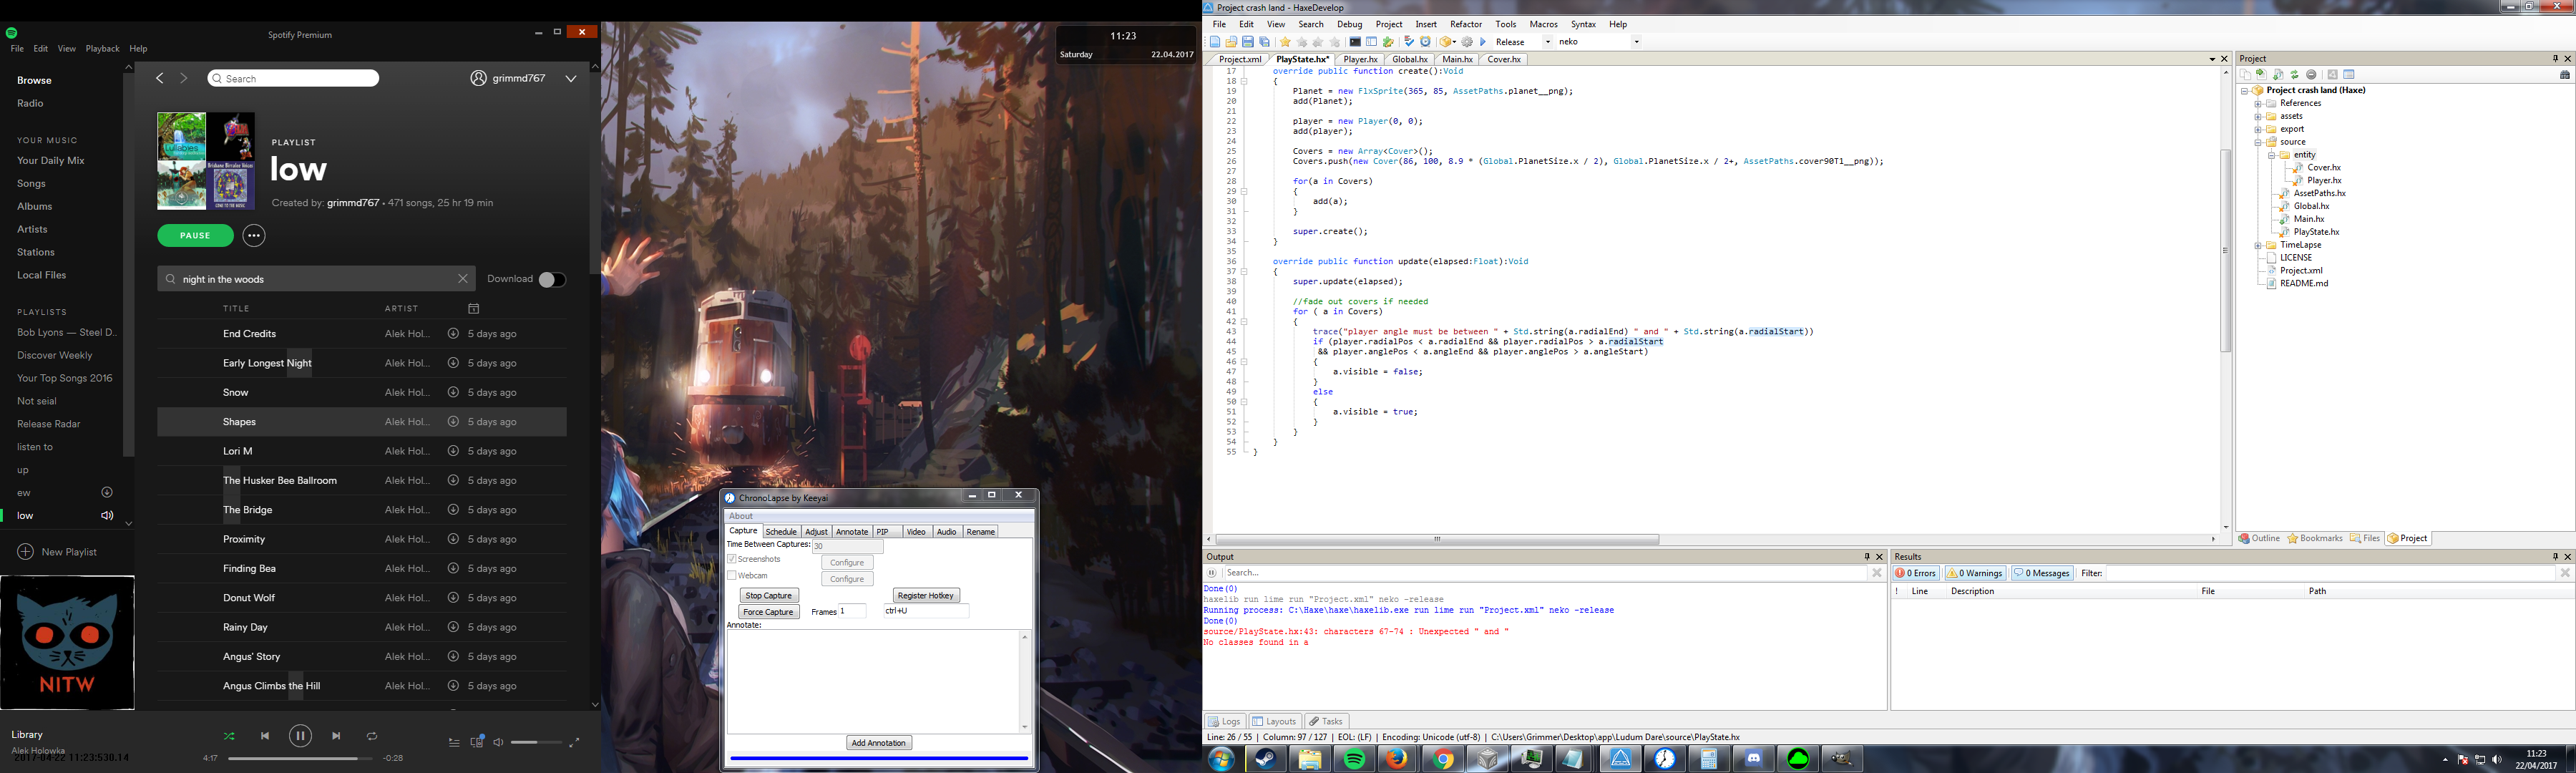 Spotify Premium
File Edit View Playback Help
Browse
Radio
YOUR MUSIC
Your Daily Mix
Songs
Albums
Artists
Stations
Local Files
PLAYLISTS
Bob Lyons — Steel D..
Discover Weekly
Your Top Songs 2016
Not seial
Release Radar
listen to
up
ew
low
New Playlist
NITW
Search
grimmd767
Lullabies
PLAYLIST
low
Created by: grimmd767 • 471 songs, 25 hr 19 min
PAUSE
night in the woods
Download
TITLE ARTIST
End Credits Alek Hol... 5 days ago
Early Longest Night Alek Hol... 5 days ago
Snow Alek Hol... 5 days ago
Shapes Alek Hol... 5 days ago
Lori M Alek Hol... 5 days ago
The Husker Bee Ballroom Alek Hol... 5 days ago
The Bridge Alek Hol... 5 days ago
Proximity Alek Hol... 5 days ago
Finding Bea Alek Hol... 5 days ago
Donut Wolf Alek Hol... 5 days ago
Rainy Day Alek Hol... 5 days ago
Angus' Story Alek Hol... 5 days ago
Angus Climbs the Hill Alek Hol... 5 days ago
Library
Alek Holowka
2017-04-22 11:23:530.14
4:17 -0:28
11:23
Saturday 22.04.2017
ChronoLapse by Keeyai
About
Capture Schedule Adjust Annotate PIP Video Audio Rename
Time Between Captures: 30
Screenshots Configure
Webcam Configure
Stop Capture Register Hotkey
Force Capture Frames 1 ctrl+U
Annotate:
Add Annotation
Project crash land - HaxeDevelop
File Edit View Search Debug Project Insert Refactor Tools Macros Syntax Help
Release neko
Project.xml PlayState.hx* Player.hx Global.hx Main.hx Cover.hx
17 override public function create():Void
18 {
19 Planet = new FlxSprite(365, 85, AssetPaths.planet__png);
20 add(Planet);
21
22 player = new Player(0, 0);
23 add(player);
24
25 Covers = new Array<Cover>();
26 Covers.push(new Cover(86, 100, 8.9 * (Global.PlanetSize.x / 2), Global.PlanetSize.x / 2+, AssetPaths.cover90T1__png));
27
28 for(a in Covers)
29 {
30 add(a);
31 }
32
33 super.create();
34 }
35
36 override public function update(elapsed:Float):Void
37 {
38 super.update(elapsed);
39
40 //fade out covers if needed
41 for ( a in Covers)
42 {
43 trace("player angle must be between " + Std.string(a.radialEnd) " and " + Std.string(a.radialStart))
44 if (player.radialPos < a.radialEnd && player.radialPos > a.radialStart
45 && player.anglePos < a.angleEnd && player.anglePos > a.angleStart)
46 {
47 a.visible = false;
48 }
49 else
50 {
51 a.visible = true;
52 }
53 }
54 }
55 }
Project
Project crash land (Haxe)
References
assets
export
source
entity
Cover.hx
Player.hx
AssetPaths.hx
Global.hx
Main.hx
PlayState.hx
TimeLapse
LICENSE
Project.xml
README.md
Outline Bookmarks Files Project
Output
Search...
Done(0)
haxelib run lime run "Project.xml" neko -release
Running process: C:\Haxe\haxe\haxelib.exe run lime run "Project.xml" neko -release
Done(0)
source/PlayState.hx:43: characters 67-74 : Unexpected " and "
No classes found in a
Results
0 Errors 0 Warnings 0 Messages Filter:
! Line Description File Path
Logs Layouts Tasks
Line: 26 / 55 | Column: 97 / 127 | EOL: (LF) | Encoding: Unicode (utf-8) | C:\Users\Grimmer\Desktop\app\Ludum Dare\source\PlayState.hx
11:23
22/04/2017